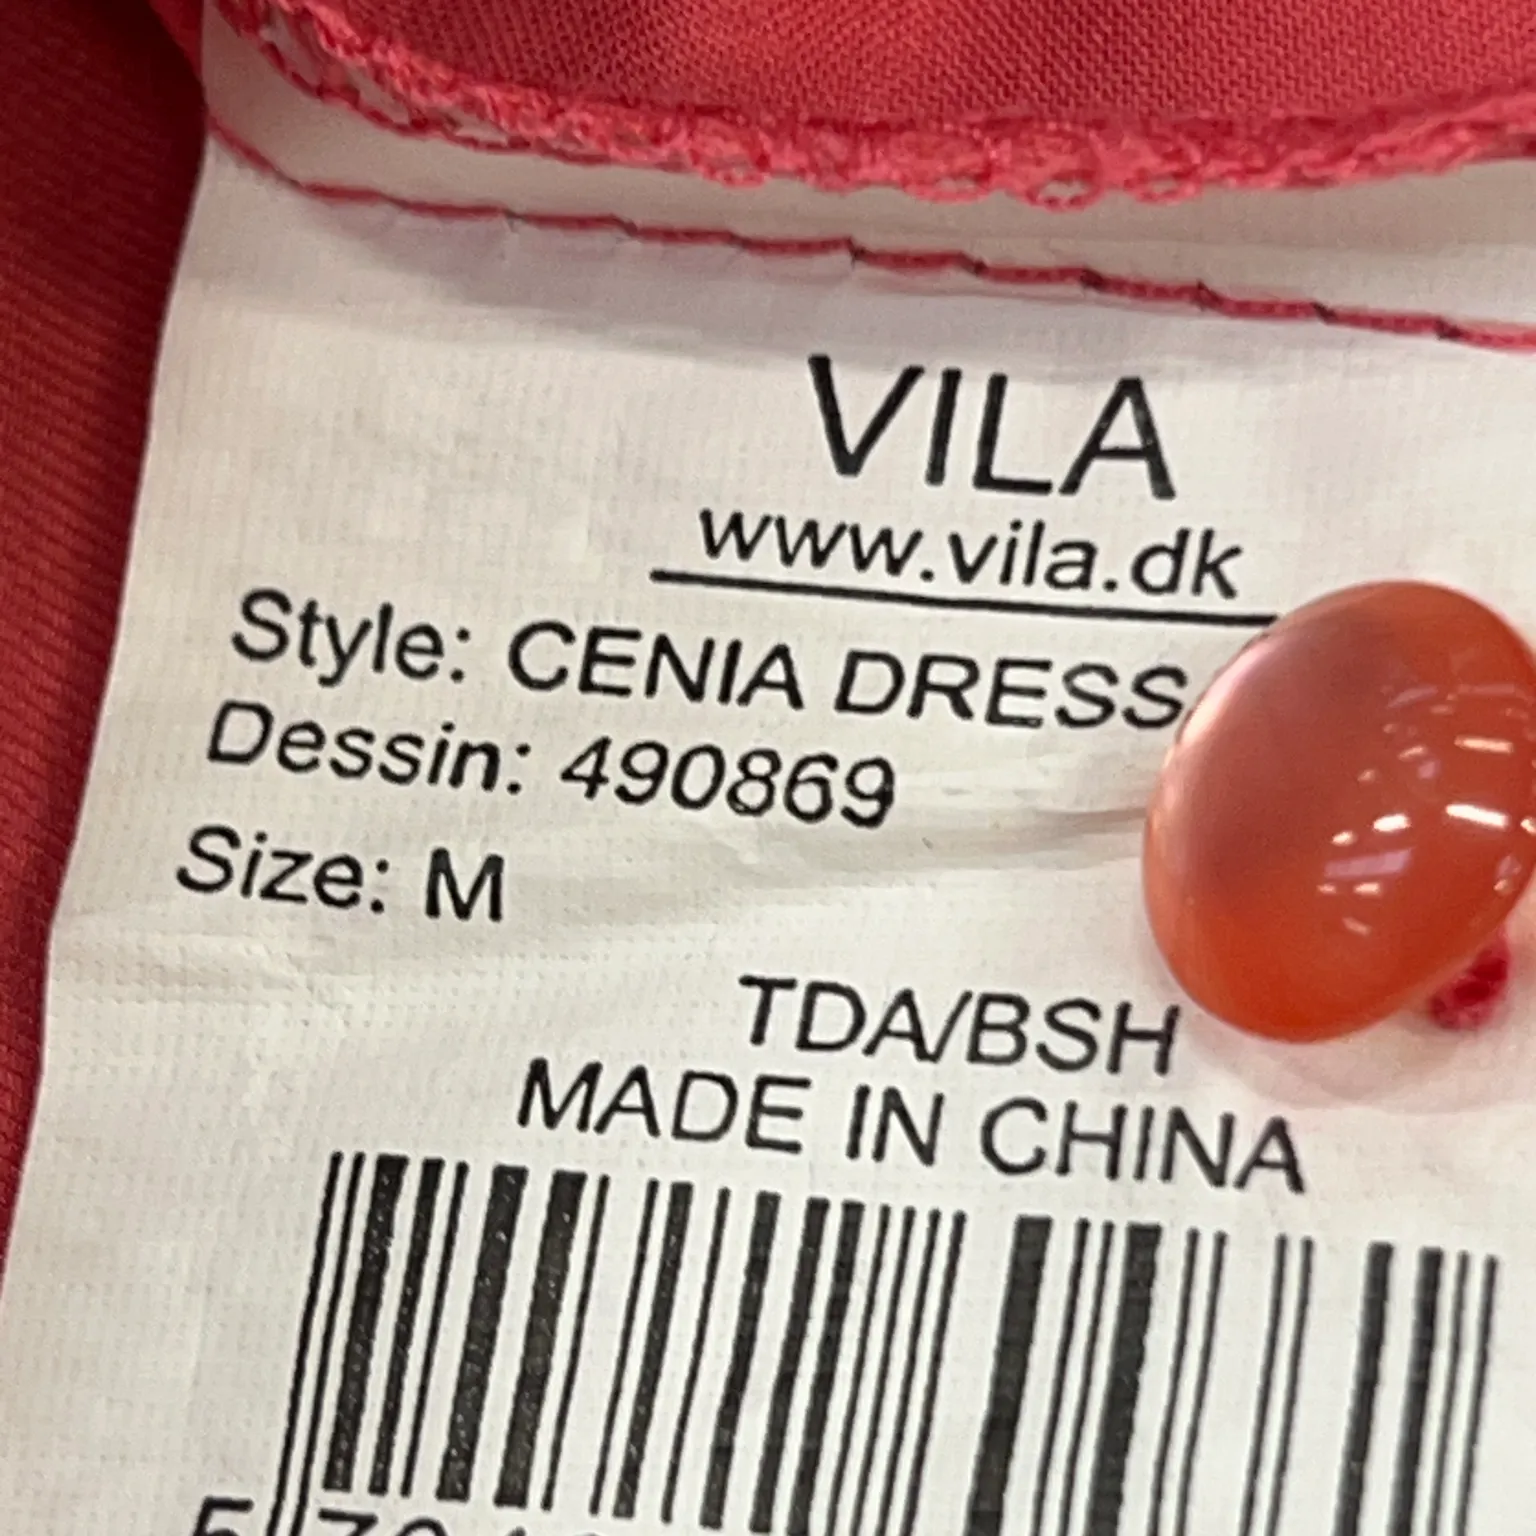 VILA
www.vila.dk
Style: CENIA DRESS
Dessin: 490869
Size: M
TDA/BSH
MADE IN CHINA